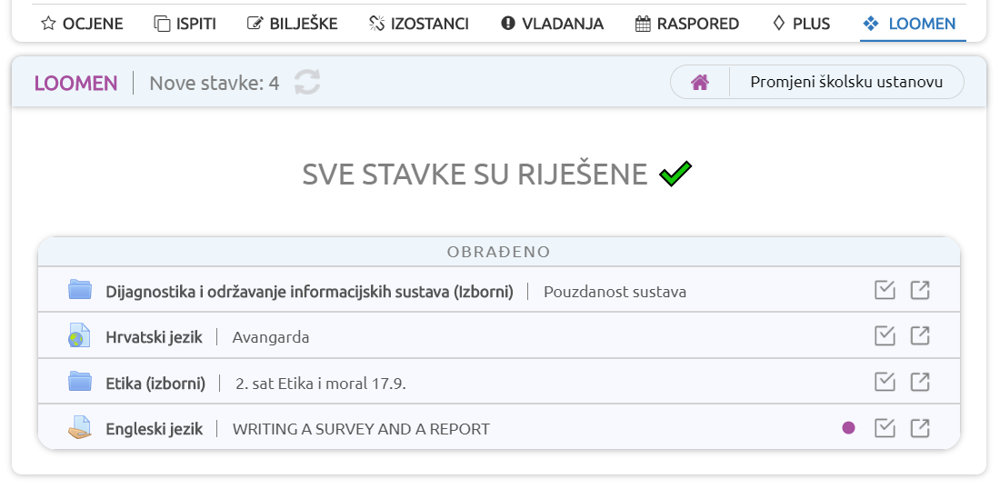 OCJENE ISPITI BILJEŠKE IZOSTANCI VLADANJA RASPORED PLUS LOOMEN
LOOMEN Nove stavke: 4 Promjeni školsku ustanovu
SVE STAVKE SU RIJEŠENE
OBRAĐENO
Dijagnostika i održavanje informacijskih sustava (Izborni) Pouzdanost sustava
Hrvatski jezik Avangarda
Etika (izborni) 2. sat Etika i moral 17.9.
Engleski jezik WRITING A SURVEY AND A REPORT